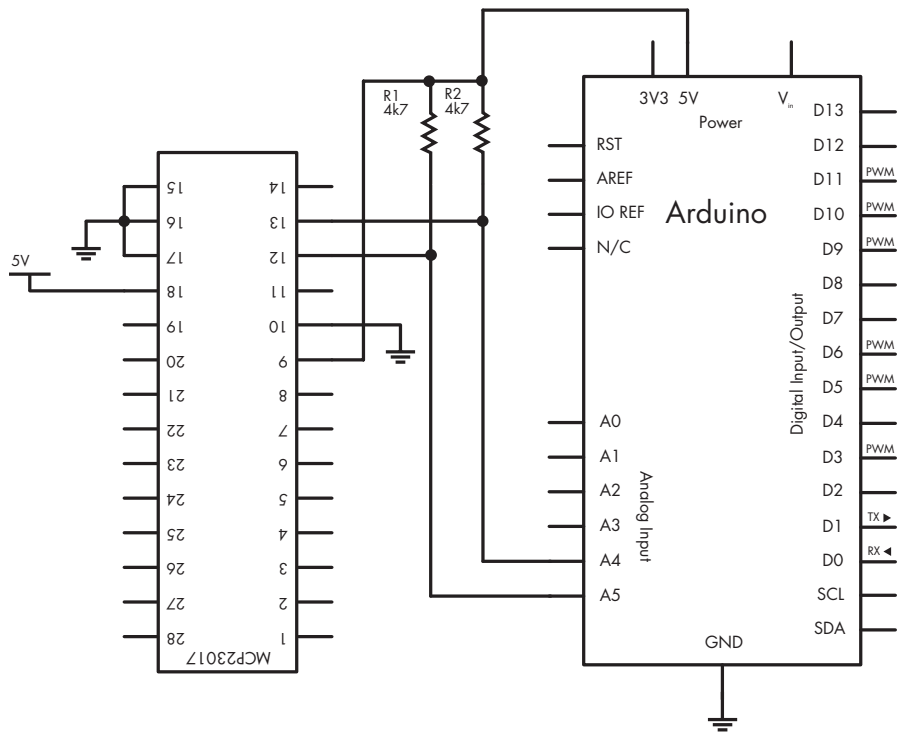 R1
4k7
R2
4k7
5V
15
16
17
18
19
20
21
22
23
24
25
26
27
28
14
13
12
11
10
9
8
7
6
5
4
3
2
1
MCP23017
3V3 5V
Vin
Power
Arduino
RST
AREF
IO REF
N/C
A0
A1
A2
A3
A4
A5
Analog Input
Digital Input/Output
D13
D12
D11 PWM
D10 PWM
D9 PWM
D8
D7
D6 PWM
D5 PWM
D4
D3 PWM
D2
D1 TX ▶
D0 RX ◀
SCL
SDA
GND